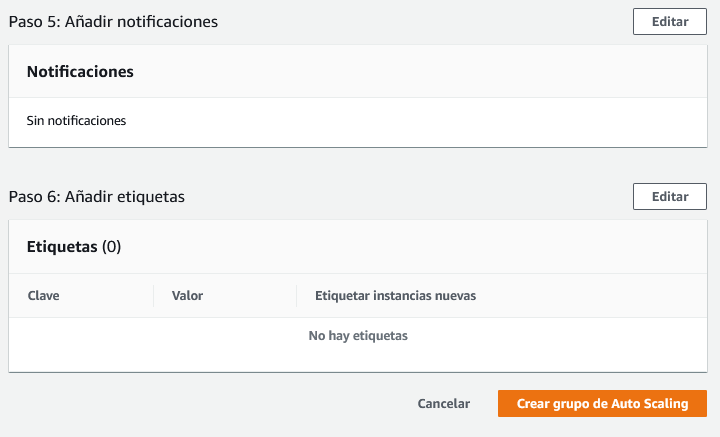 Paso 5: Añadir notificaciones
Editar
Notificaciones
Sin notificaciones
Paso 6: Añadir etiquetas
Editar
Etiquetas (0)
Clave Valor Etiquetar instancias nuevas
No hay etiquetas
Cancelar Crear grupo de Auto Scaling